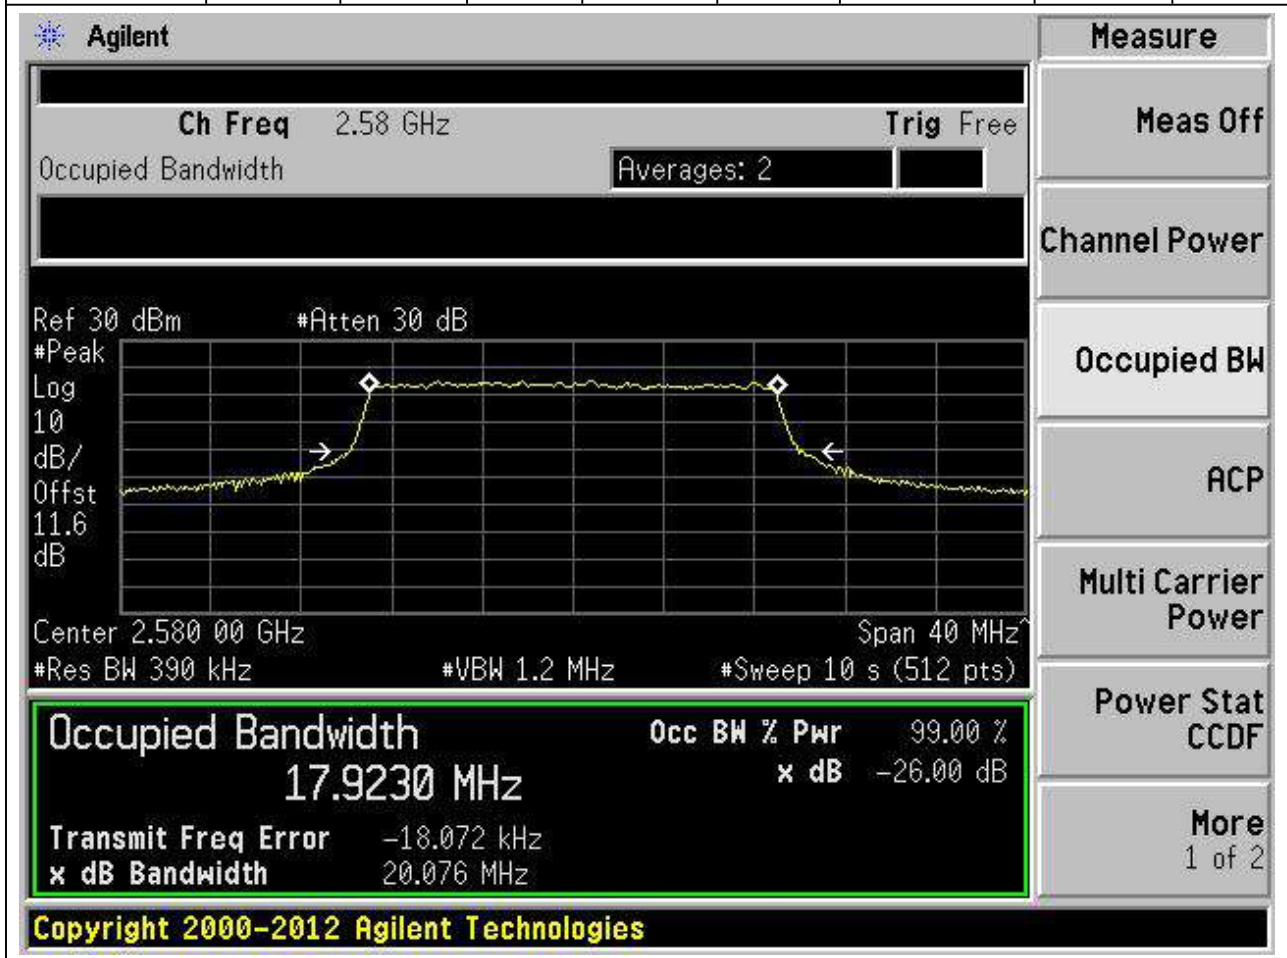 Agilent
Measure
Ch Freq 2.58 GHz Trig Free
Meas Off
Occupied Bandwidth Averages: 2
Channel Power
Ref 30 dBm #Atten 30 dB
#Peak
Log
10
dB/
Offst
11.6
dB
Occupied BW
ACP
Multi Carrier
Power
Center 2.580 00 GHz Span 40 MHz^
#Res BW 390 kHz #VBW 1.2 MHz #Sweep 10 s (512 pts)
Power Stat
CCDF
Occupied Bandwidth Occ BW % Pwr 99.00 %
17.9230 MHz x dB -26.00 dB
Transmit Freq Error -18.072 kHz
x dB Bandwidth 20.076 MHz
More
1 of 2
Copyright 2000-2012 Agilent Technologies